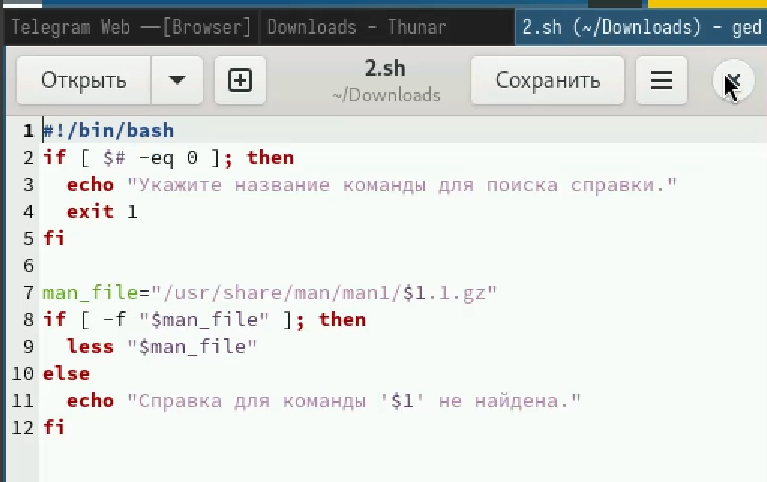 Telegram Web ——[Browser] Downloads - Thunar 2.sh (~/Downloads) - ged
Открыть 2.sh Сохранить
~/Downloads
1 #!/bin/bash
2 if [ $# -eq 0 ]; then
3   echo "Укажите название команды для поиска справки."
4   exit 1
5 fi
6
7 man_file="/usr/share/man/man1/$1.1.gz"
8 if [ -f "$man_file" ]; then
9   less "$man_file"
10 else
11   echo "Справка для команды '$1' не найдена."
12 fi